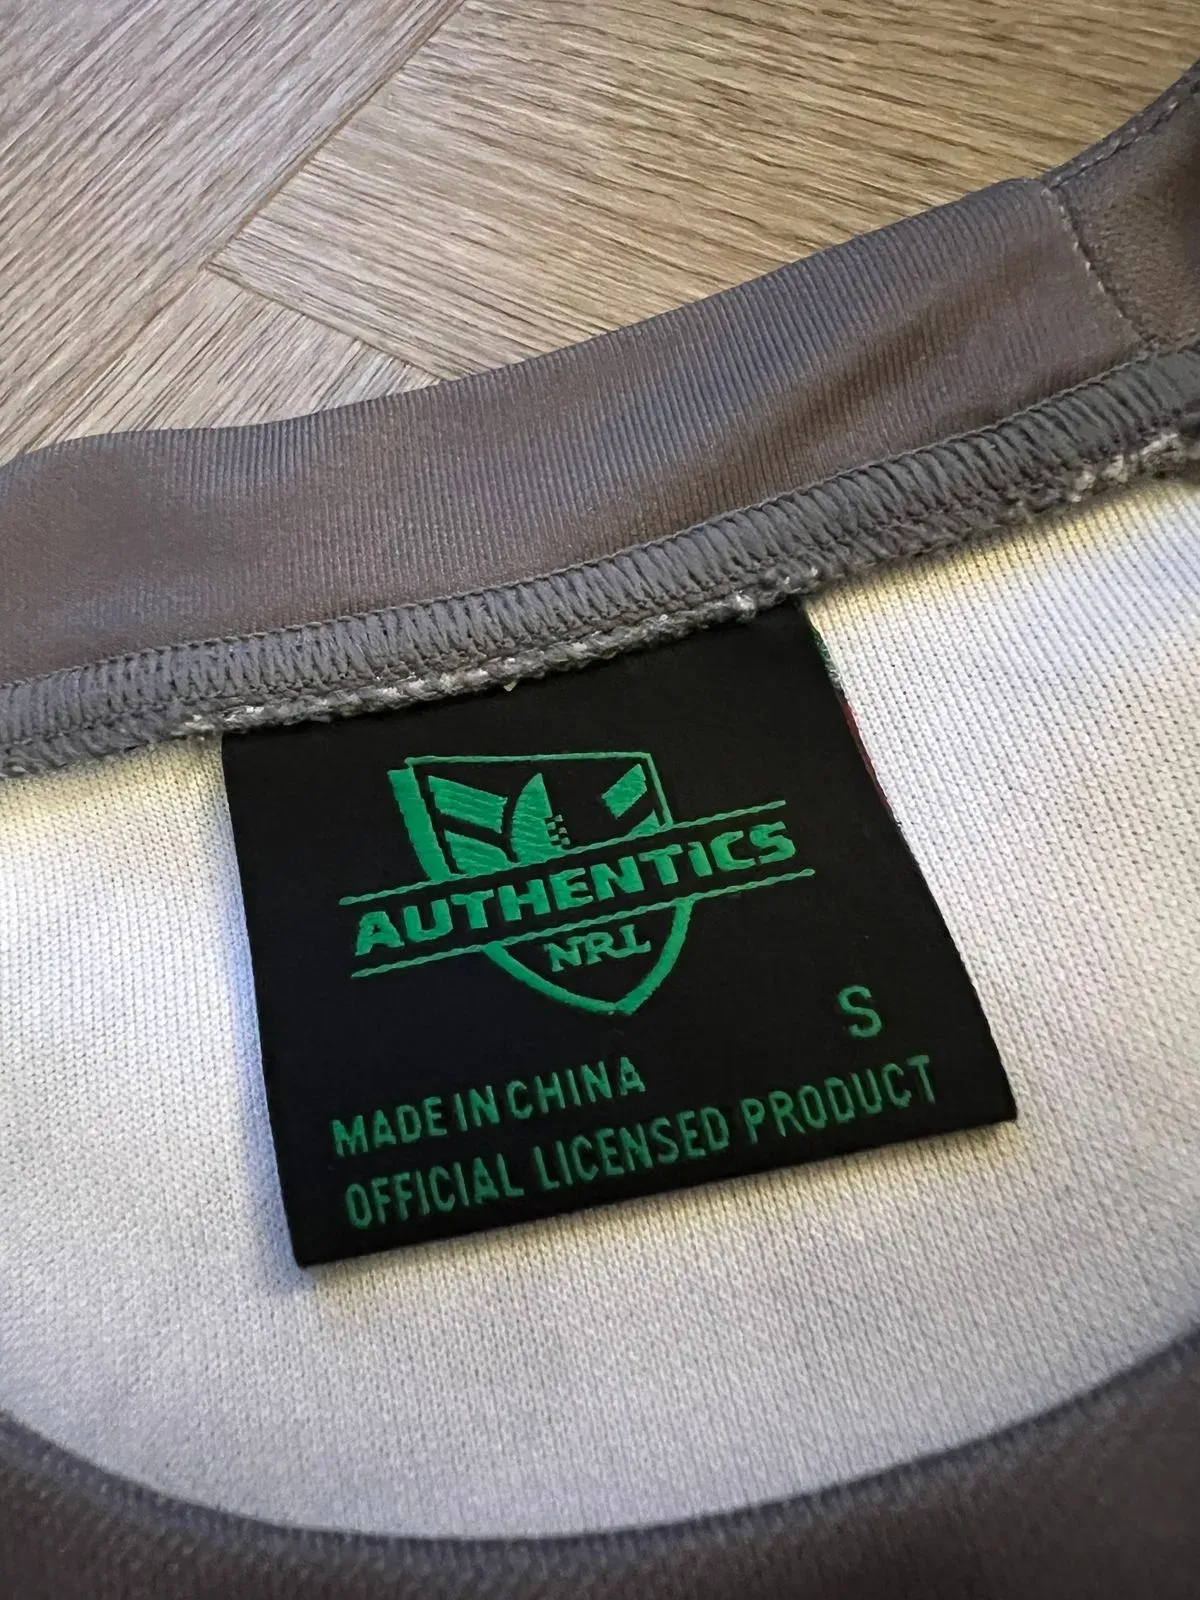 AUTHENTICS
NRL
S
MADE IN CHINA
OFFICIAL LICENSED PRODUCT